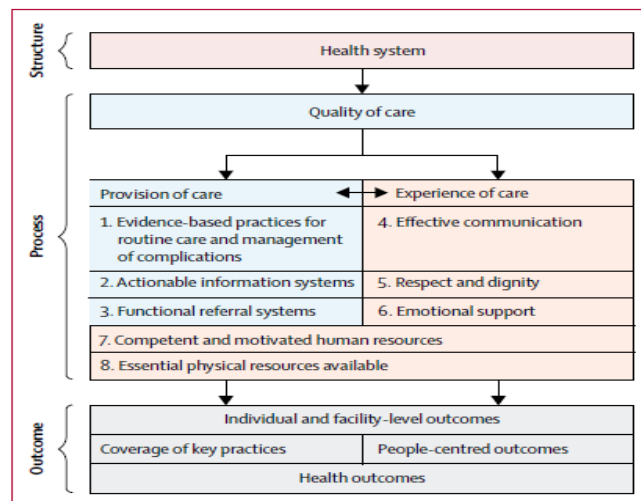 Structure
Health system
Process
Quality of care
Provision of care
Experience of care
1. Evidence-based practices for
routine care and management
of complications
4. Effective communication
2. Actionable information systems
5. Respect and dignity
3. Functional referral systems
6. Emotional support
7. Competent and motivated human resources
8. Essential physical resources available
Outcome
Individual and facility-level outcomes
Coverage of key practices
People-centred outcomes
Health outcomes